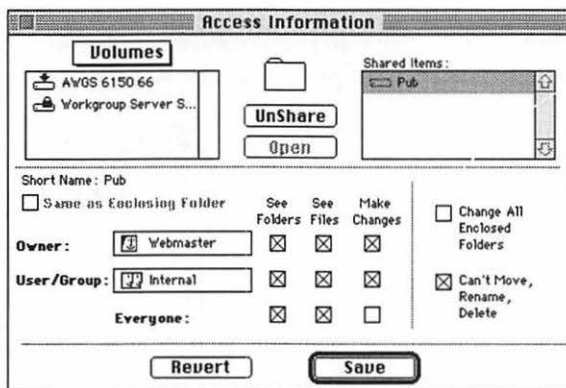 Access Information
Volumes
AWGS 6150 66
Workgroup Server S...
UnShare
Open
Shared Items:
Pub
Short Name: Pub
Same as Enclosing Folder
See Folders
See Files
Make Changes
Owner:
Webmaster
User/Group:
Internal
Everyone:
Change All
Enclosed
Folders
Can't Move,
Rename,
Delete
Revert
Save